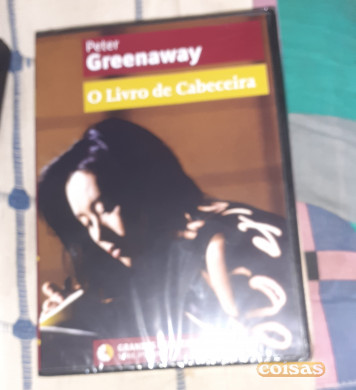 Peter
Greenaway
O Livro de Cabeceira
coisas